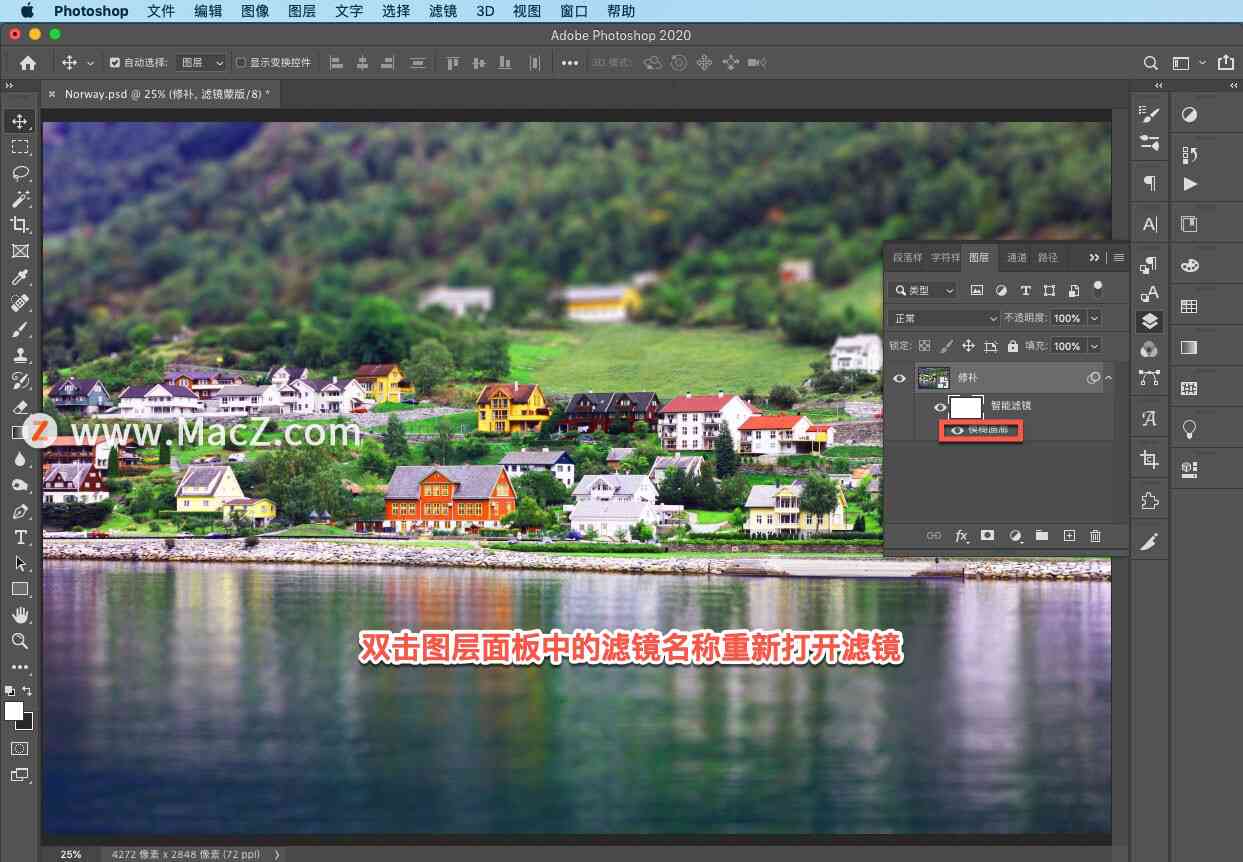 Photoshop 文件 编辑 图像 图层 文字 选择 滤镜 3D 视图 窗口 帮助
Adobe Photoshop 2020
自动选择: 图层 显示变换控件 3D 模式:
Norway.psd @ 25% (修补, 滤镜蒙版/8) *
段落样 字符样 图层 通道 路径
类型
正常 不透明度: 100%
锁定: 填充: 100%
修补
智能滤镜
Z www.MacZ.com
双击图层面板中的滤镜名称重新打开滤镜
25% 4272 像素 x 2848 像素 (72 ppi)